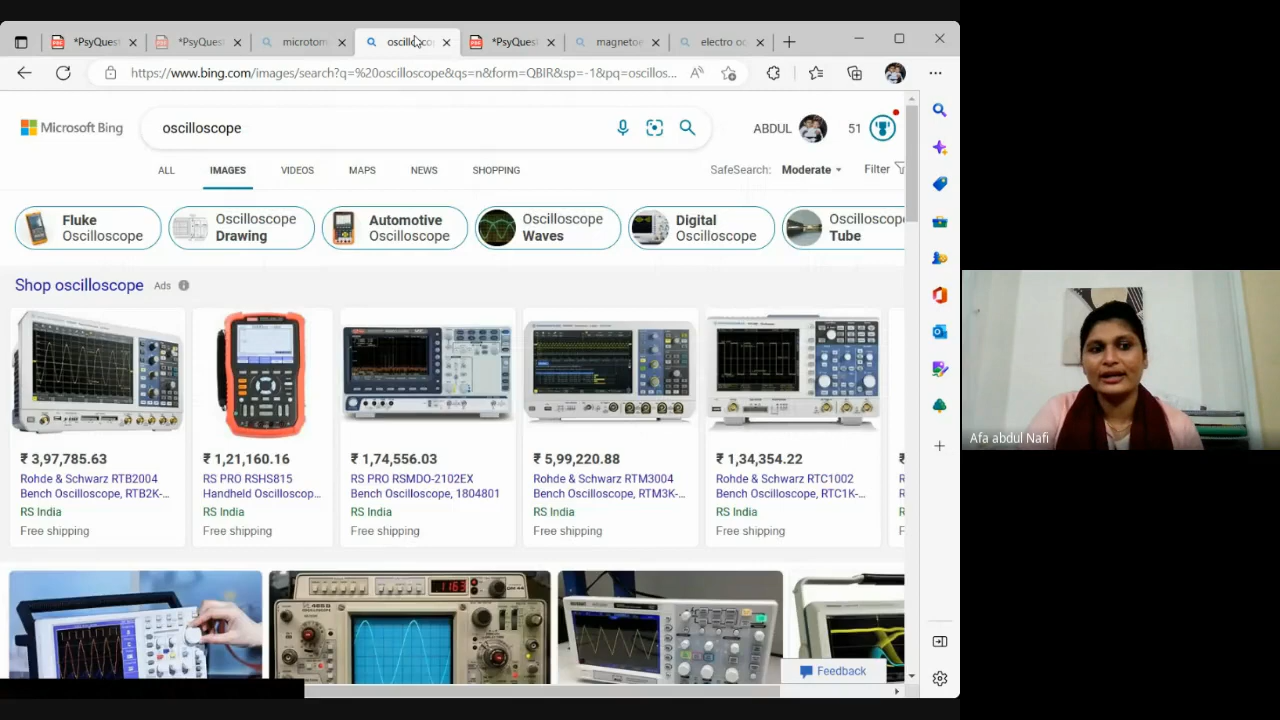 *PsyQuest
*PsyQuest
microtom
oscilloscop
*PsyQuest
magnetoe
electro oc
https://www.bing.com/images/search?q=%20oscilloscope&qs=n&form=QBIR&sp=-1&pq=oscillos...
Microsoft Bing
oscilloscope
ABDUL
51
ALL
IMAGES
VIDEOS
MAPS
NEWS
SHOPPING
SafeSearch:
Moderate
Filter
Fluke
Oscilloscope
Oscilloscope
Drawing
Automotive
Oscilloscope
Oscilloscope
Waves
Digital
Oscilloscope
Oscilloscope
Tube
Shop oscilloscope
Ads
₹ 3,97,785.63
Rohde & Schwarz RTB2004
Bench Oscilloscope, RTB2K-...
RS India
Free shipping
₹ 1,21,160.16
RS PRO RSHS815
Handheld Oscilloscop...
RS India
Free shipping
₹ 1,74,556.03
RS PRO RSMDO-2102EX
Bench Oscilloscope, 1804801
RS India
Free shipping
₹ 5,99,220.88
Rohde & Schwarz RTM3004
Bench Oscilloscope, RTM3K-...
RS India
Free shipping
₹ 1,34,354.22
Rohde & Schwarz RTC1002
Bench Oscilloscope, RTC1K-...
RS India
Free shipping
Feedback
Afa abdul Nafi